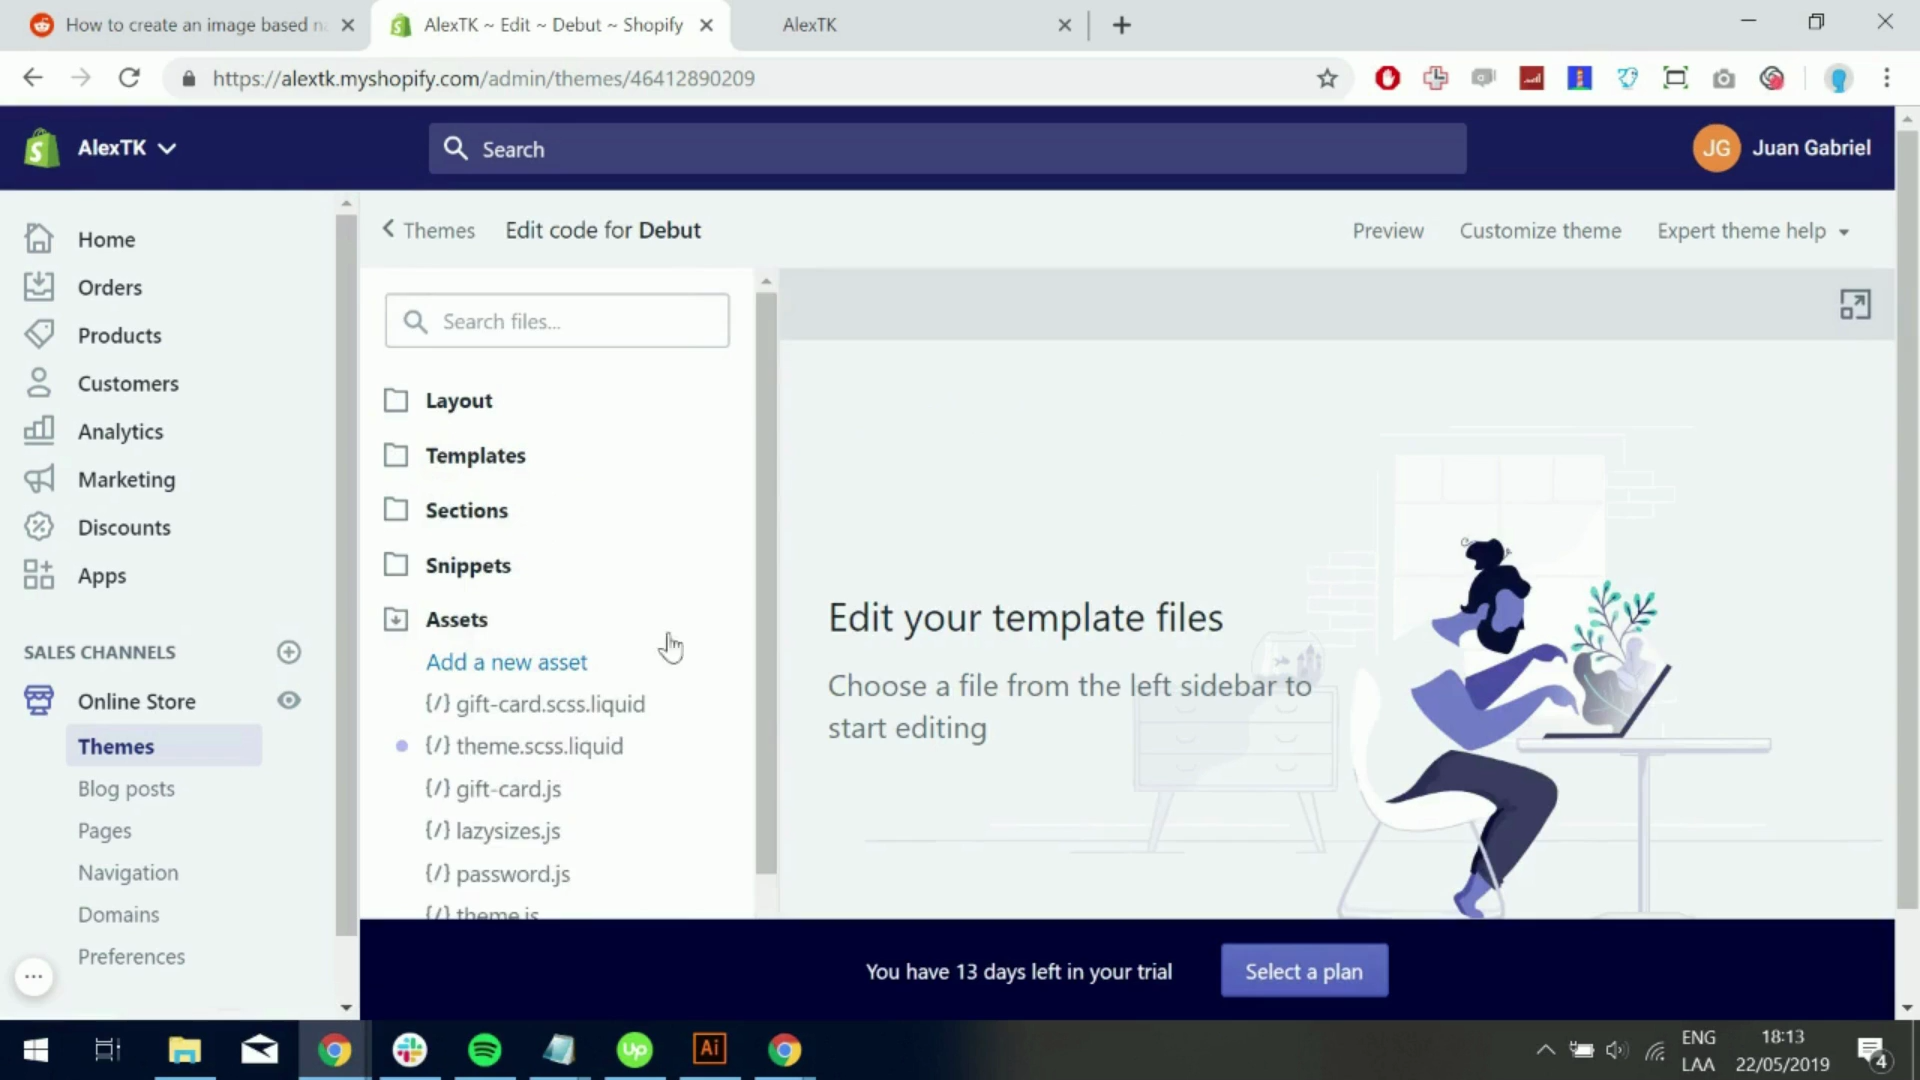 How to create an image based n
AlexTK ~ Edit ~ Debut ~ Shopify
AlexTK
https://alextk.myshopify.com/admin/themes/46412890209
AlexTK
Search
JG
Juan Gabriel
Home
Orders
Products
Customers
Analytics
Marketing
Discounts
Apps
SALES CHANNELS
Online Store
Themes
Blog posts
Pages
Navigation
Domains
Preferences
Themes
Edit code for Debut
Preview
Customize theme
Expert theme help
Search files...
Layout
Templates
Sections
Snippets
Assets
Add a new asset
{/} gift-card.scss.liquid
{/} theme.scss.liquid
{/} gift-card.js
{/} lazysizes.js
{/} password.js
{/} theme.js
Edit your template files
Choose a file from the left sidebar to
start editing
You have 13 days left in your trial
Select a plan
Up
Ai
ENG
LAA
18:13
22/05/2019
4